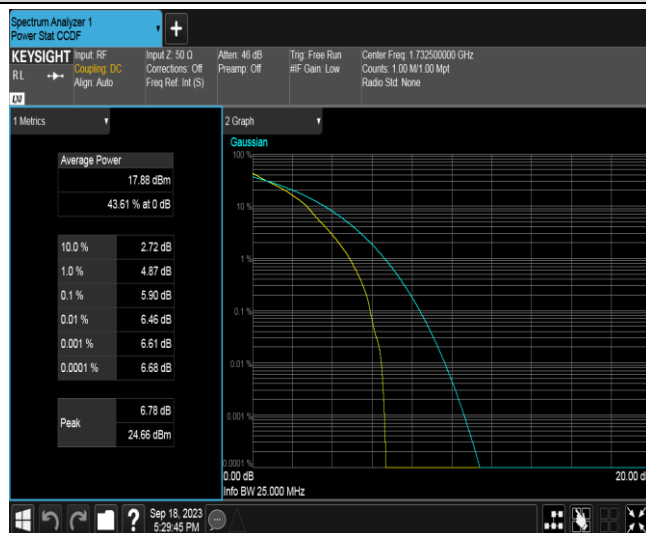 Spectrum Analyzer 1
Power Stat CCDF
+
KEYSIGHT Input: RF Input Z: 50 Ω Atten: 46 dB Trig: Free Run Center Freq: 1.732500000 GHz
RL Coupling: DC Corrections: Off Preamp: Off #IF Gain: Low Counts: 1.00 M/1.00 Mpt
Align: Auto Freq Ref: Int (S) Radio Std: None
LXI
1 Metrics
Average Power
17.88 dBm
43.61 % at 0 dB
10.0 % 2.72 dB
1.0 % 4.87 dB
0.1 % 5.90 dB
0.01 % 6.46 dB
0.001 % 6.61 dB
0.0001 % 6.68 dB
Peak
6.78 dB
24.66 dBm
2 Graph
Gaussian
100 %
10 %
1 %
0.1 %
0.01 %
0.001 %
0.0001 %
0.00 dB 20.00 d
Info BW 25.000 MHz
? Sep 18, 2023
5:29:45 PM